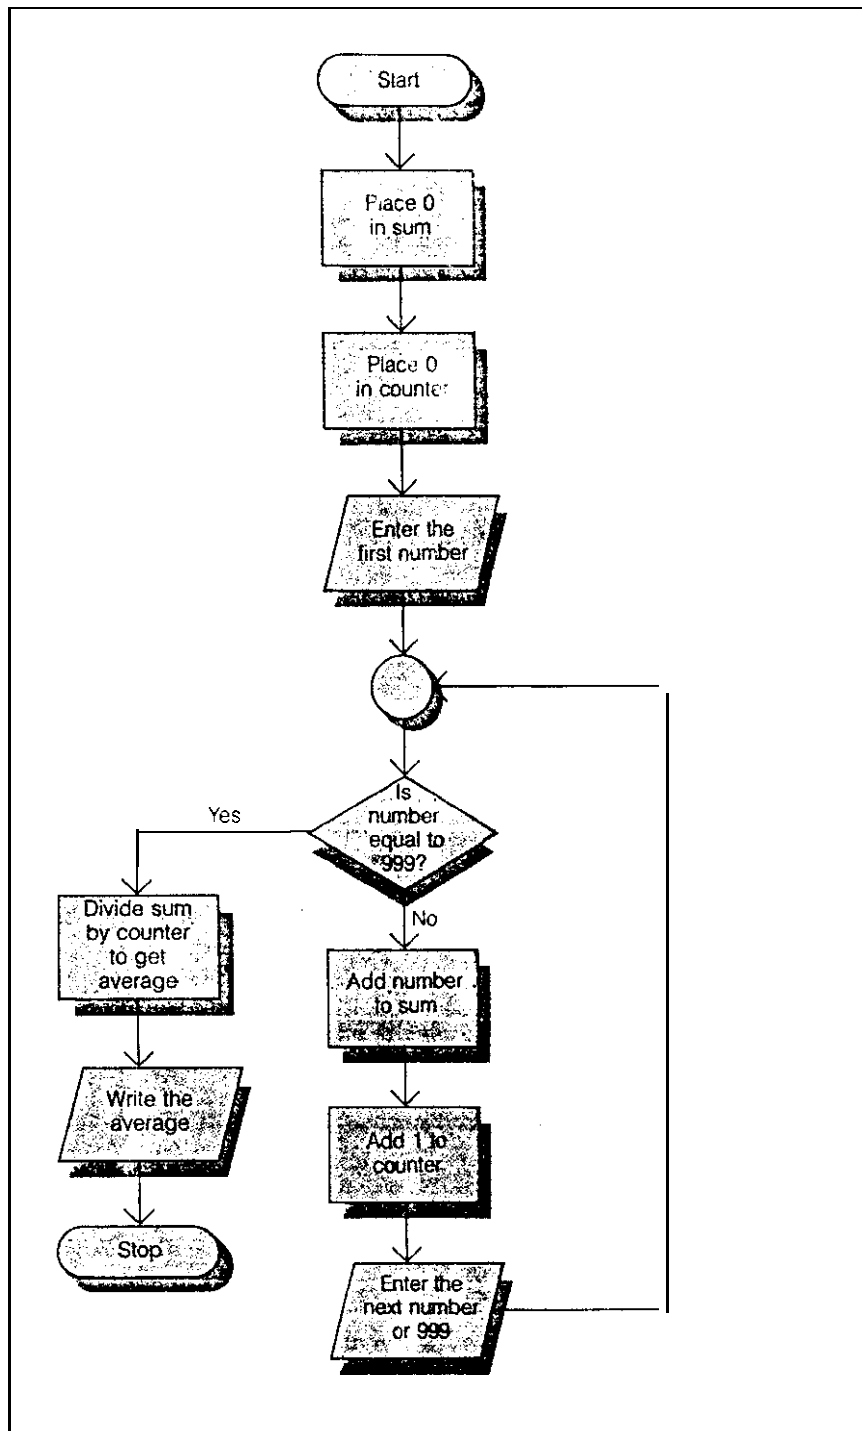 Start
Place 0
in sum
Place 0
in counter
Enter the
first number
Is
number
equal to
999?
Yes
No
Divide sum
by counter
to get
average
Write the
average
Stop
Add number
to sum
Add 1 to
counter
Enter the
next number
or 999